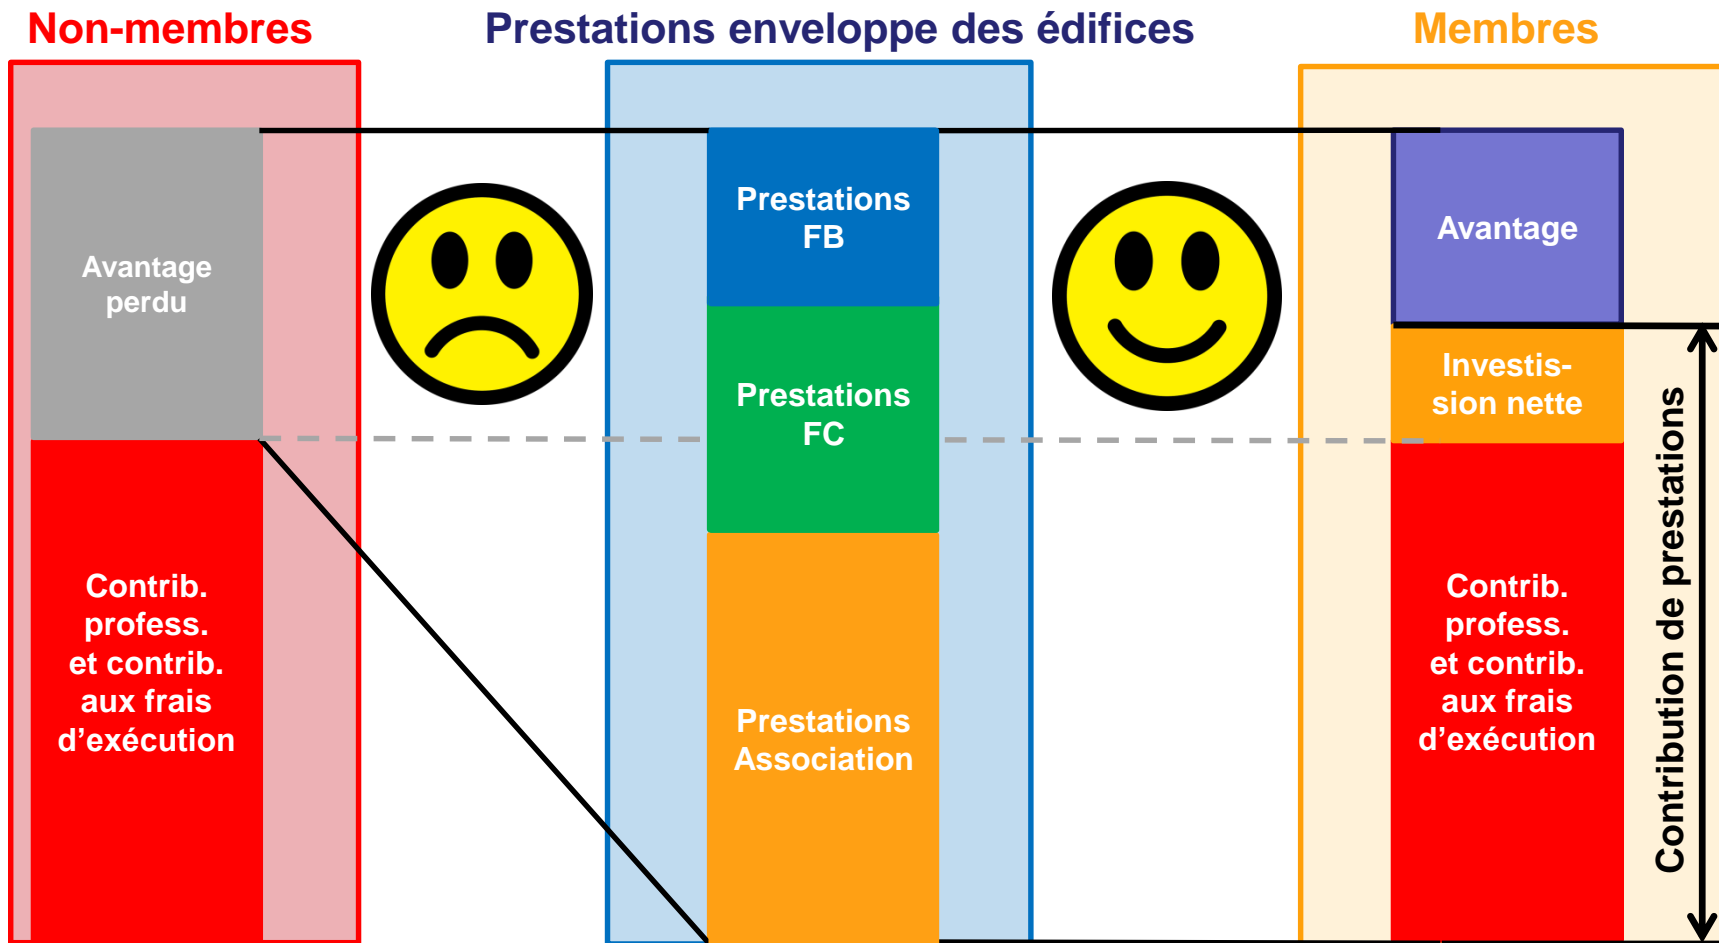 Non-membres
Prestations enveloppe des édifices
Membres
Avantage
perdu
Contrib.
profess.
et contrib.
aux frais
d’exécution
Prestations
FB
Prestations
FC
Prestations
Association
Avantage
Investis-
sion nette
Contrib.
profess.
et contrib.
aux frais
d’exécution
Contribution de prestations